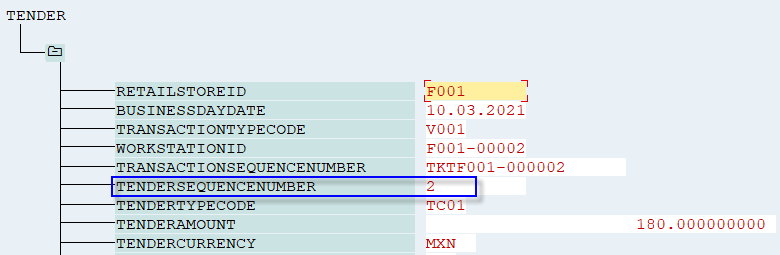 TENDER
RETAILSTOREID F001
BUSINESSDAYDATE 10.03.2021
TRANSACTIONTYPECODE V001
WORKSTATIONID F001-00002
TRANSACTIONSEQUENCENUMBER TKTF001-000002
TENDERSEQUENCENUMBER 2
TENDERTYPECODE TC01
TENDERAMOUNT 180.000000000
TENDERCURRENCY MXN